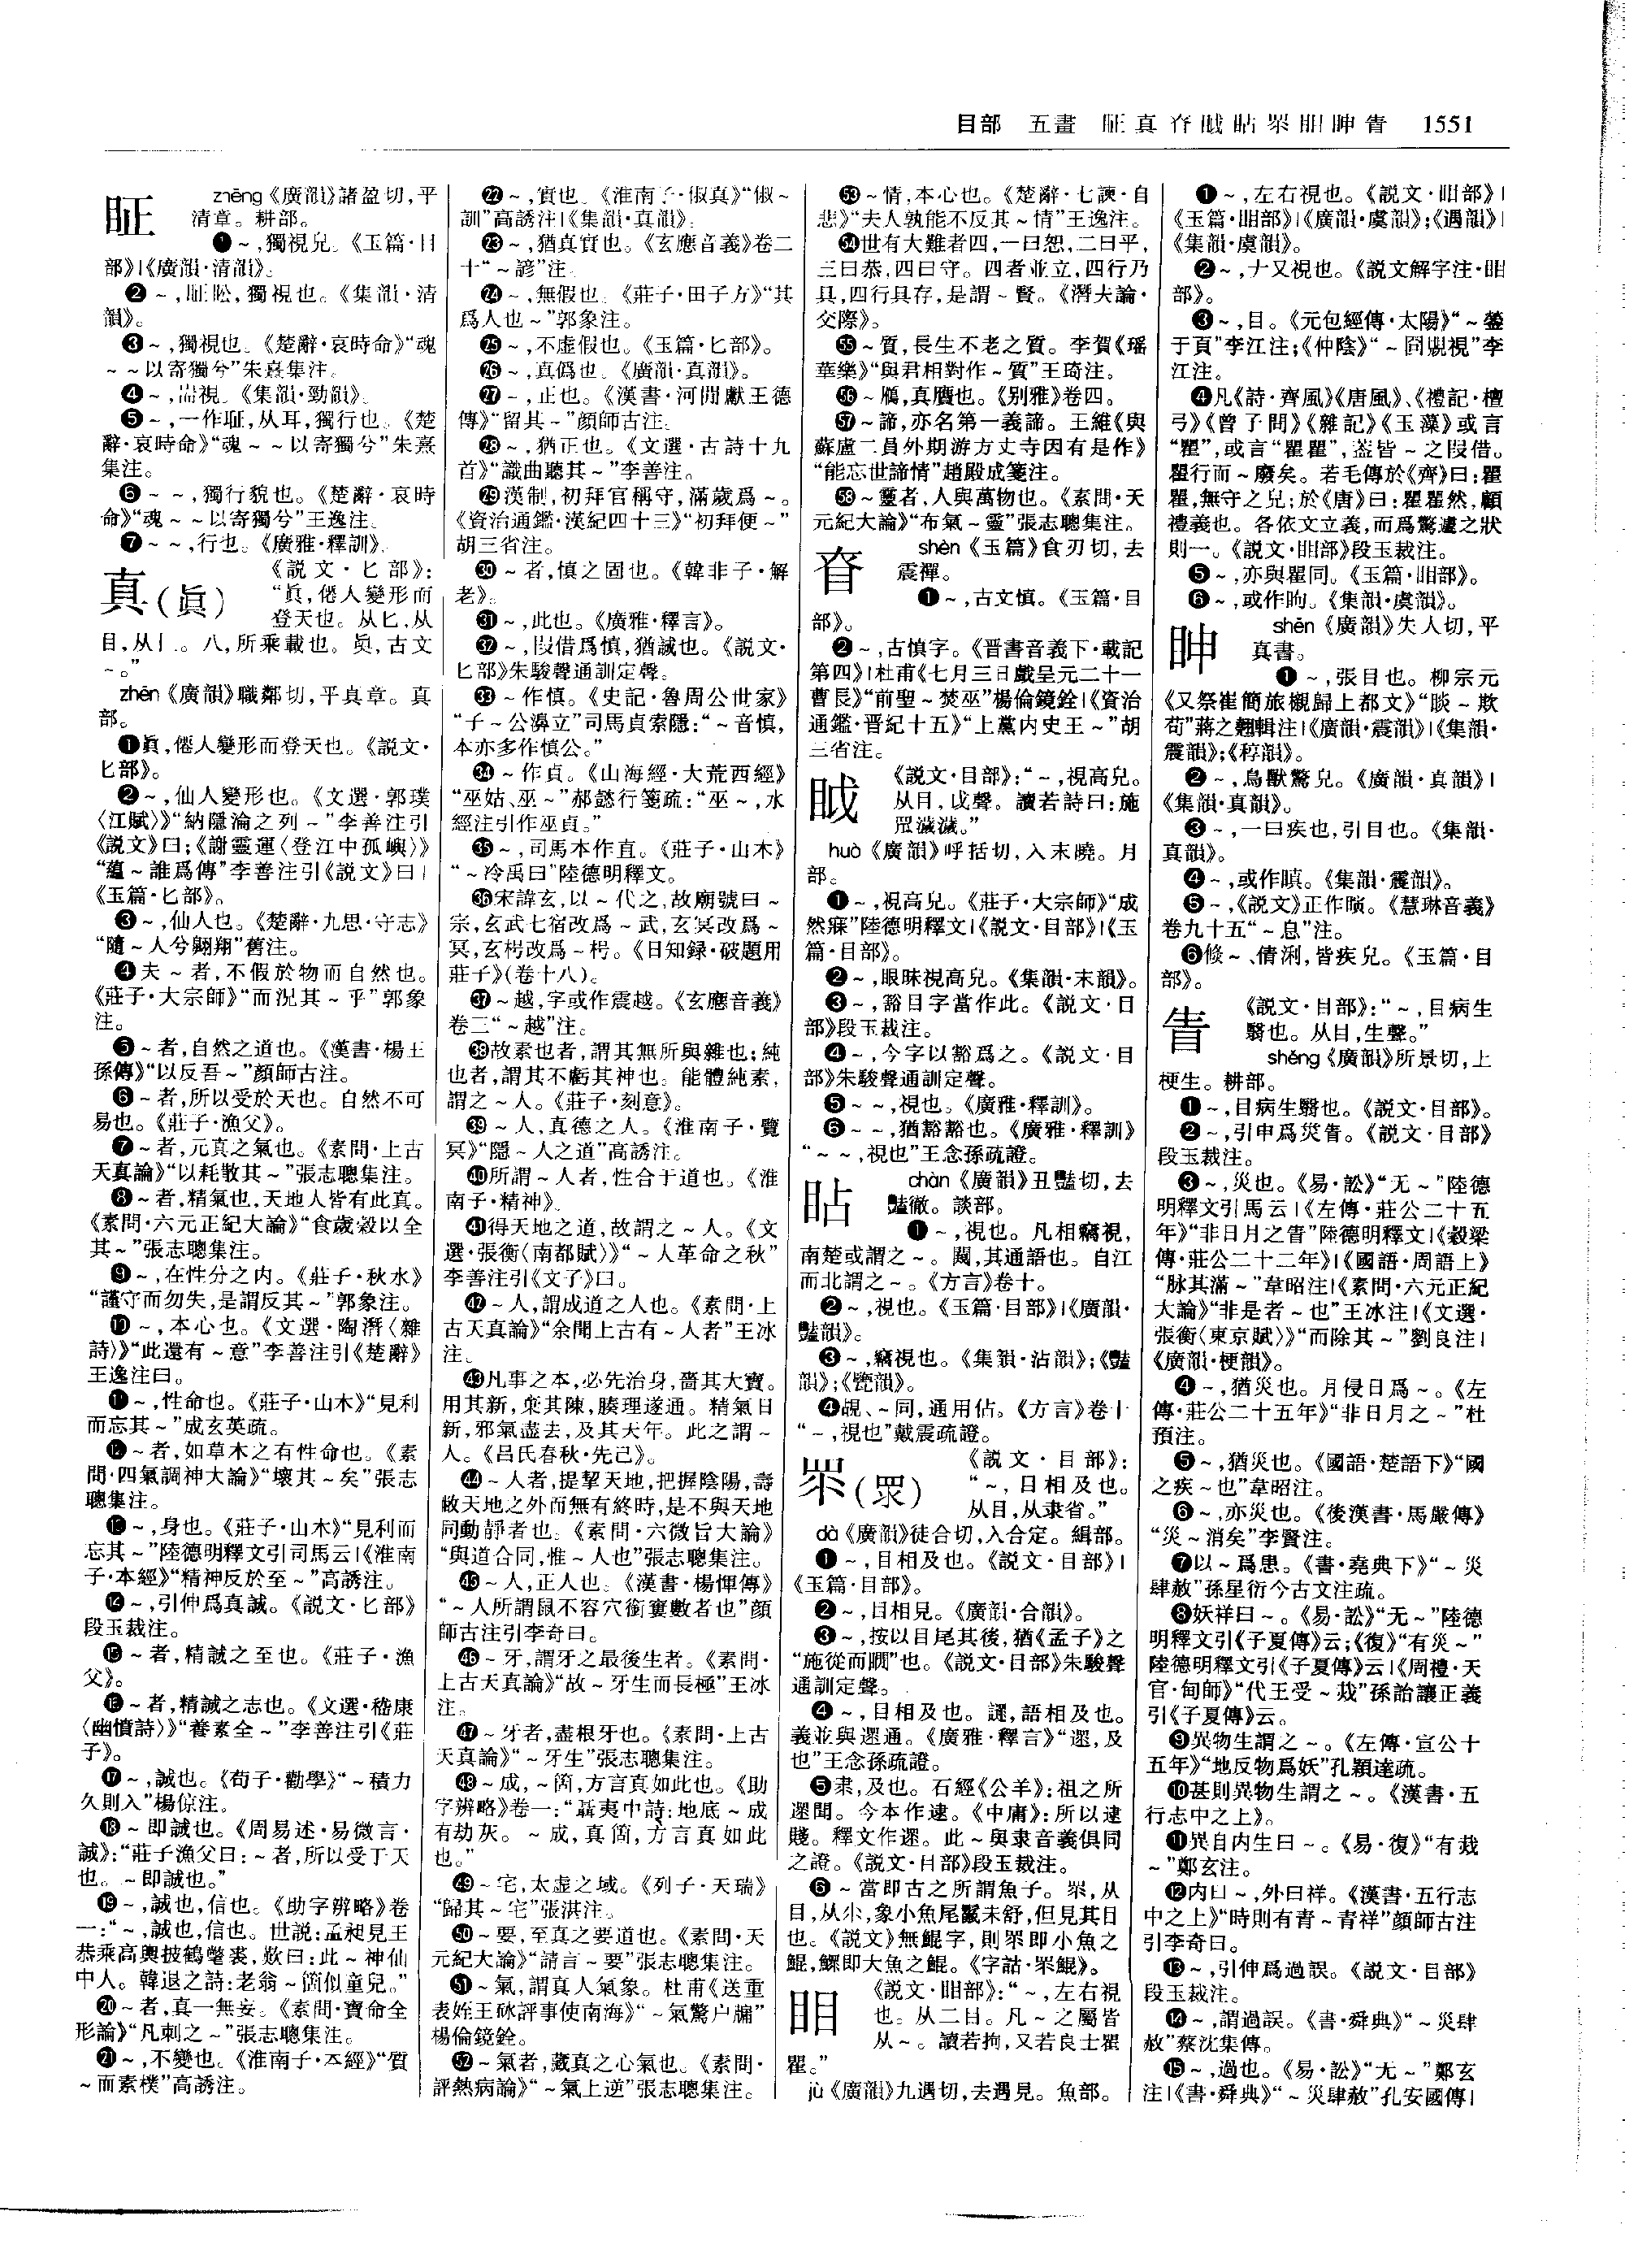 目部　五畫　眐真昚眓貼眔䀠眒眚　1551
眐
zhēng《廣韻》諸盈切,平
清章。耕部。
❶～,獨視皃。《玉篇·目
部》|《廣韻·清韻》。
❷～,眐䀕,獨視也。《集韻·清
韻》。
❸～,獨視也。《楚辭·哀時命》“魂
～～以寄獨兮”朱熹集注。
❹～,耑視。《集韻·勁韻》。
❺～,一作䏰,从耳,獨行也。《楚
辭·哀時命》“魂～～以寄獨兮”朱熹
集注。
❻～～,獨行貌也。《楚辭·哀時
命》“魂～～以寄獨兮”王逸注。
❼～～,行也。《廣雅·釋訓》。
真(眞)
《説文·匕部》:
“眞,僊人變形而
登天也。从匕,从
目,从乚。八,所乘載也。𠤛,古文
～。”
zhēn《廣韻》職鄰切,平真章。真
部。
❶眞,僊人變形而登天也。《説文·
匕部》。
❷～,仙人變形也。《文選·郭璞
〈江賦〉》“納隱淪之列～”李善注引
《説文》曰;《謝靈運〈登江中孤嶼〉》
“藴～誰爲傳”李善注引《説文》曰|
《玉篇·匕部》。
❸～,仙人也。《楚辭·九思·守志》
“隨～人兮翱翔”舊注。
❹夫～者,不假於物而自然也。
《莊子·大宗師》“而況其～乎”郭象
注。
❺～者,自然之道也。《漢書·楊王
孫傳》“以反吾～”顔師古注。
❻～者,所以受於天也。自然不可
易也。《莊子·漁父》。
❼～者,元真之氣也。《素問·上古
天真論》“以耗散其～”張志聰集注。
❽～者,精氣也,天地人皆有此真。
《素問·六元正紀大論》“食歲穀以全
其～”張志聰集注。
❾～,在性分之内。《莊子·秋水》
“謹守而勿失,是謂反其～”郭象注。
❿～,本心也。《文選·陶潛〈雜
詩〉》“此還有～意”李善注引《楚辭》
王逸注曰。
⓫～,性命也。《莊子·山木》“見利
而忘其～”成玄英疏。
⓬～者,如草木之有性命也。《素
問·四氣調神大論》“壞其～矣”張志
聰集注。
⓭～,身也。《莊子·山木》“見利而
忘其～”陸德明釋文引司馬云|《淮南
子·本經》“精神反於至～”高誘注。
⓮～,引伸爲真誠。《説文·匕部》
段玉裁注。
⓯～者,精誠之至也。《莊子·漁
父》。
⓰～者,精誠之志也。《文選·嵇康
〈幽憤詩〉》“養素全～”李善注引《莊
子》。
⓱～,誠也。《荀子·勸學》“～積力
久則入”楊倞注。
⓲～即誠也。《周易述·易微言·
誠》:“莊子漁父曰:～者,所以受于天
也。～即誠也。”
⓳～,誠也,信也。《助字辨略》卷
一:“～,誠也,信也。世説:孟昶見王
恭乘高輿披鶴氅裘,歎曰:此～神仙
中人。韓退之詩:老翁～箇似童兒。”
⓴～者,真一無妄。《素問·寶命全
形論》“凡刺之～”張志聰集注。
㉑～,不變也。《淮南子·本經》“質
～而素樸”高誘注。
㉒～,實也。《淮南子·俶真》“俶～
訓”高誘注|《集韻·真韻》。
㉓～,猶真實也。《玄應音義》卷二
十“～諺”注。
㉔～,無假也。《莊子·田子方》“其
爲人也～”郭象注。
㉕～,不虛假也。《玉篇·匕部》。
㉖～,真僞也。《廣韻·真韻》。
㉗～,正也。《漢書·河間獻王德
傳》“留其～”顔師古注。
㉘～,猶正也。《文選·古詩十九
首》“識曲聽其～”李善注。
㉙漢制,初拜官稱守,滿歲爲～。
《資治通鑑·漢紀四十三》“初拜便～”
胡三省注。
㉚～者,慎之固也。《韓非子·解
老》。
㉛～,此也。《廣雅·釋言》。
㉜～,叚借爲慎,猶誠也。《説文·
匕部》朱駿聲通訓定聲。
㉝～作慎。《史記·魯周公世家》
“子～公濞立”司馬貞索隱:“～音慎,
本亦多作慎公。”
㉞～作貞。《山海經·大荒西經》
“巫姑、巫～”郝懿行箋疏:“巫～,水
經注引作巫貞。”
㉟～,司馬本作直。《莊子·山木》
“～泠禹曰”陸德明釋文。
㊱宋諱玄,以～代之,故廟號曰～
宗,玄武七宿改爲～武,玄冥改爲～
冥,玄枵改爲～枵。《日知録·破題用
莊子》(卷十八)。
㊲～越,字或作震越。《玄應音義》
卷二“～越”注。
㊳故素也者,謂其無所與雜也;純
也者,謂其不虧其神也。能體純素,
謂之～人。《莊子·刻意》。
㊴～人,真德之人。《淮南子·覽
冥》“隱～人之道”高誘注。
㊵所謂～人者,性合于道也。《淮
南子·精神》。
㊶得天地之道,故謂之～人。《文
選·張衡〈南都賦〉》“～人革命之秋”
李善注引《文子》曰。
㊷～人,謂成道之人也。《素問·上
古天真論》“余聞上古有～人者”王冰
注。
㊸凡事之本,必先治身,嗇其大寶。
用其新,棄其陳,腠理遂通。精氣日
新,邪氣盡去,及其天年。此之謂～
人。《吕氏春秋·先己》。
㊹～人者,提挈天地,把握陰陽,壽
敝天地之外而無有終時,是不與天地
同動靜者也。《素問·六微旨大論》
“與道合同,惟～人也”張志聰集注。
㊺～人,正人也。《漢書·楊惲傳》
“～人所謂鼠不容穴銜窶數者也”顔
師古注引李奇曰。
㊻～牙,謂牙之最後生者。《素問·
上古天真論》“故～牙生而長極”王冰
注。
㊼～牙者,盡根牙也。《素問·上古
天真論》“～牙生”張志聰集注。
㊽～成,～箇,方言真如此也。《助
字辨略》卷一:“聶夷中詩:地底～成
有劫灰。～成,真箇,方言真如此
也。”
㊾～宅,太虛之域。《列子·天瑞》
“歸其～宅”張湛注。
㊿～要,至真之要道也。《素問·天
元紀大論》“請言～要”張志聰集注。
51～氣,謂真人氣象。杜甫《送重
表姪王砅評事使南海》“～氣驚户牖”
楊倫鏡銓。
52～氣者,藏真之心氣也。《素問·
評熱病論》“～氣上逆”張志聰集注。
53～情,本心也。《楚辭·七諫·自
悲》“夫人孰能不反其～情”王逸注。
54世有大難者四,一曰恕,二曰平,
三曰恭,四曰守。四者並立,四行乃
具,四行具存,是謂～賢。《潛夫論·
交際》。
55～質,長生不老之質。李賀《瑶
華樂》“與君相對作～質”王琦注。
56～贗,真贋也。《别雅》卷四。
57～諦,亦名第一義諦。王維《與
蘇盧二員外期游方丈寺因有是作》
“能忘世諦情”趙殿成箋注。
58～靈者,人與萬物也。《素問·天
元紀大論》“布氣～靈”張志聰集注。
昚
shèn《玉篇》食刃切,去
震禪。
❶～,古文慎。《玉篇·目
部》。
❷～,古慎字。《晋書音義下·載記
第四》|杜甫《七月三日戲呈元二十一
曹長》“前聖～焚巫”楊倫鏡銓|《資治
通鑑·晋紀十五》“上黨内史王～”胡
三省注。
眓
《説文·目部》:“～,視高皃。
从目,戉聲。讀若詩曰:施
罛濊濊。”
huò《廣韻》呼括切,入末曉。月
部。
❶～,視高皃。《莊子·大宗師》“成
然寐”陸德明釋文|《説文·目部》|《玉
篇·目部》。
❷～,眼昧視高皃。《集韻·末韻》。
❸～,豁目字當作此。《説文·目
部》段玉裁注。
❹～,今字以豁爲之。《説文·目
部》朱駿聲通訓定聲。
❺～～,視也。《廣雅·釋訓》。
❻～～,猶豁豁也。《廣雅·釋訓》
“～～,視也”王念孫疏證。
䀡
chàn《廣韻》丑豔切,去
豔徹。談部。
❶～,視也。凡相竊視,
南楚或謂之～。闚,其通語也。自江
而北謂之～。《方言》卷十。
❷～,視也。《玉篇·目部》|《廣韻·
豔韻》。
❸～,竊視也。《集韻·沾韻》;《豔
韻》;《㮇韻》。
❹覘、～同,通用佔。《方言》卷十
“～,視也”戴震疏證。
眔(眾)
《説文·目部》:
“～,目相及也。
从目,从隶省。”
dà《廣韻》徒合切,入合定。緝部。
❶～,目相及也。《説文·目部》|
《玉篇·目部》。
❷～,目相見。《廣韻·合韻》。
❸～,按以目尾其後,猶《孟子》之
“施從而瞷”也。《説文·目部》朱駿聲
通訓定聲。
❹～,目相及也。謎,語相及也。
義並與遝通。《廣雅·釋言》“遝,及
也”王念孫疏證。
❺隶,及也。石經《公羊》:祖之所
遝聞。今本作逮。《中庸》:所以逮
賤。釋文作遝。此～與隶音義俱同
之證。《説文·目部》段玉裁注。
❻～當即古之所謂魚子。眔,从
目,从尛,象小魚尾鬣未舒,但見其目
也。《説文》無鯤字,則眔即小魚之
鯤,鰥即大魚之鯤。《字詁·眔鯤》。
䀠
《説文·䀠部》:“～,左右視
也。从二目。凡～之屬皆
从～。讀若拘,又若良士瞿
瞿。”
jù《廣韻》九遇切,去遇見。魚部。
❶～,左右視也。《説文·䀠部》|
《玉篇·䀠部》|《廣韻·虞韻》;《遇韻》|
《集韻·虞韻》。
❷～,𠂇又視也。《説文解字注·䀠
部》。
❸～,目。《元包經傳·太陽》“～䥐
于頁”李江注;《仲陰》“～冏覞視”李
江注。
❹凡《詩·齊風》《唐風》、《禮記·檀
弓》《曾子問》《雜記》《玉藻》或言
“瞿”,或言“瞿瞿”,葢皆～之叚借。
瞿行而～廢矣。若毛傳於《齊》曰:瞿
瞿,無守之皃;於《唐》曰:瞿瞿然,顧
禮義也。各依文立義,而爲驚遽之狀
則一。《説文·䀠部》段玉裁注。
❺～,亦與瞿同。《玉篇·䀠部》。
❻～,或作眗。《集韻·虞韻》。
眒
shēn《廣韻》失人切,平
真書。
❶～,張目也。柳宗元
《又祭崔簡旅櫬歸上都文》“睒～欺
苟”蔣之翹輯注|《廣韻·震韻》|《集韻·
震韻》;《稕韻》。
❷～,鳥獸驚皃。《廣韻·真韻》|
《集韻·真韻》。
❸～,一曰疾也,引目也。《集韻·
真韻》。
❹～,或作瞋。《集韻·震韻》。
❺～,《説文》正作瞚。《慧琳音義》
卷九十五“～息”注。
❻倏～、倩浰,皆疾皃。《玉篇·目
部》。
眚
《説文·目部》:“～,目病生
翳也。从目,生聲。”
shěng《廣韻》所景切,上
梗生。耕部。
❶～,目病生翳也。《説文·目部》。
❷～,引申爲災眚。《説文·目部》
段玉裁注。
❸～,災也。《易·訟》“无～”陸德
明釋文引馬云|《左傳·莊公二十五
年》“非日月之眚”陸德明釋文|《穀梁
傳·莊公二十二年》|《國語·周語上》
“脉其滿～”韋昭注|《素問·六元正紀
大論》“非是者～也”王冰注|《文選·
張衡〈東京賦〉》“而除其～”劉良注|
《廣韻·梗韻》。
❹～,猶災也。月侵日爲～。《左
傳·莊公二十五年》“非日月之～”杜
預注。
❺～,猶災也。《國語·楚語下》“國
之疾～也”韋昭注。
❻～,亦災也。《後漢書·馬嚴傳》
“災～消矣”李賢注。
❼以～爲患。《書·堯典下》“～災
肆赦”孫星衍今古文注疏。
❽妖祥曰～。《易·訟》“无～”陸德
明釋文引《子夏傳》云;《復》“有災～”
陸德明釋文引《子夏傳》云|《周禮·天
官·甸師》“代王受～烖”孫詒讓正義
引《子夏傳》云。
❾異物生謂之～。《左傳·宣公十
五年》“地反物爲妖”孔穎達疏。
❿甚則異物生謂之～。《漢書·五
行志中之上》。
⓫異自内生曰～。《易·復》“有烖
～”鄭玄注。
⓬内曰～,外曰祥。《漢書·五行志
中之上》“時則有青～青祥”顔師古注
引李奇曰。
⓭～,引伸爲過誤。《説文·目部》
段玉裁注。
⓮～,謂過誤。《書·舜典》“～災肆
赦”蔡沈集傳。
⓯～,過也。《易·訟》“无～”鄭玄
注|《書·舜典》“～災肆赦”孔安國傳|